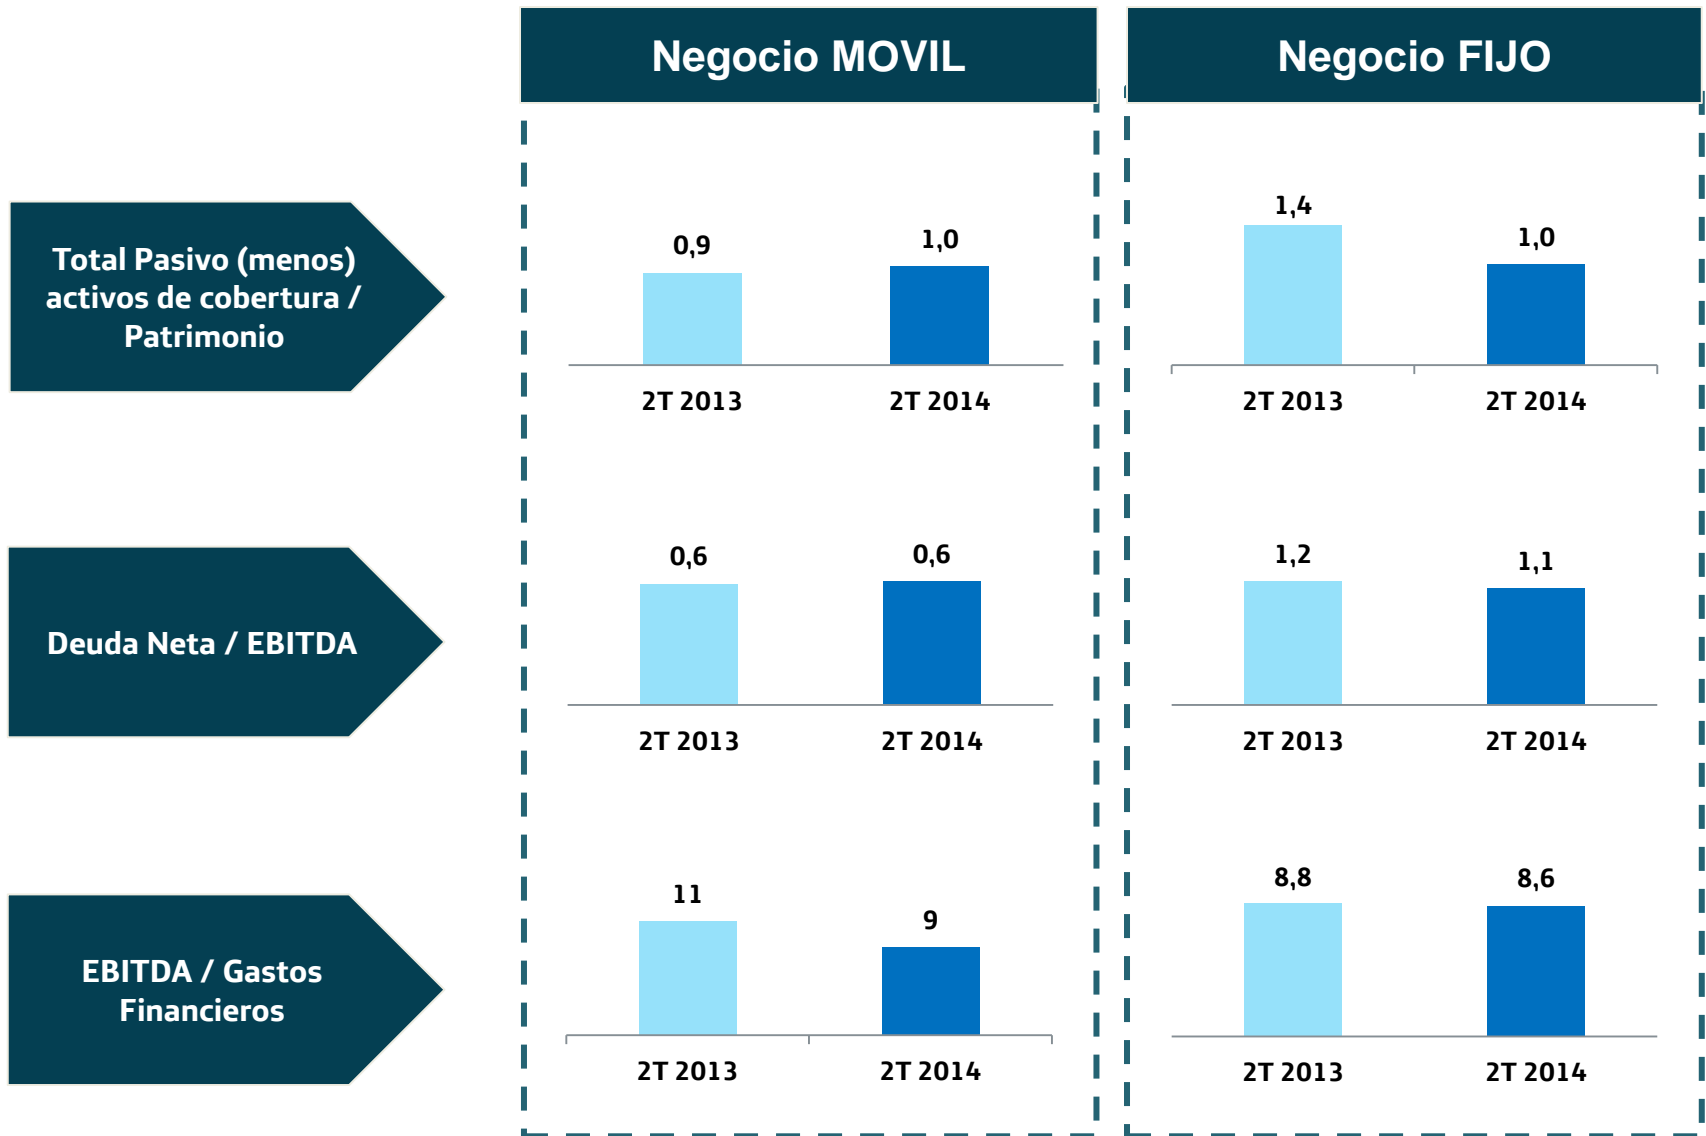 Negocio MOVIL
Negocio FIJO
Total Pasivo (menos)
activos de cobertura /
Patrimonio
0,9
1,0
2T 2013
2T 2014
1,4
1,0
2T 2013
2T 2014
Deuda Neta / EBITDA
0,6
0,6
2T 2013
2T 2014
1,2
1,1
2T 2013
2T 2014
EBITDA / Gastos
Financieros
11
9
2T 2013
2T 2014
8,8
8,6
2T 2013
2T 2014